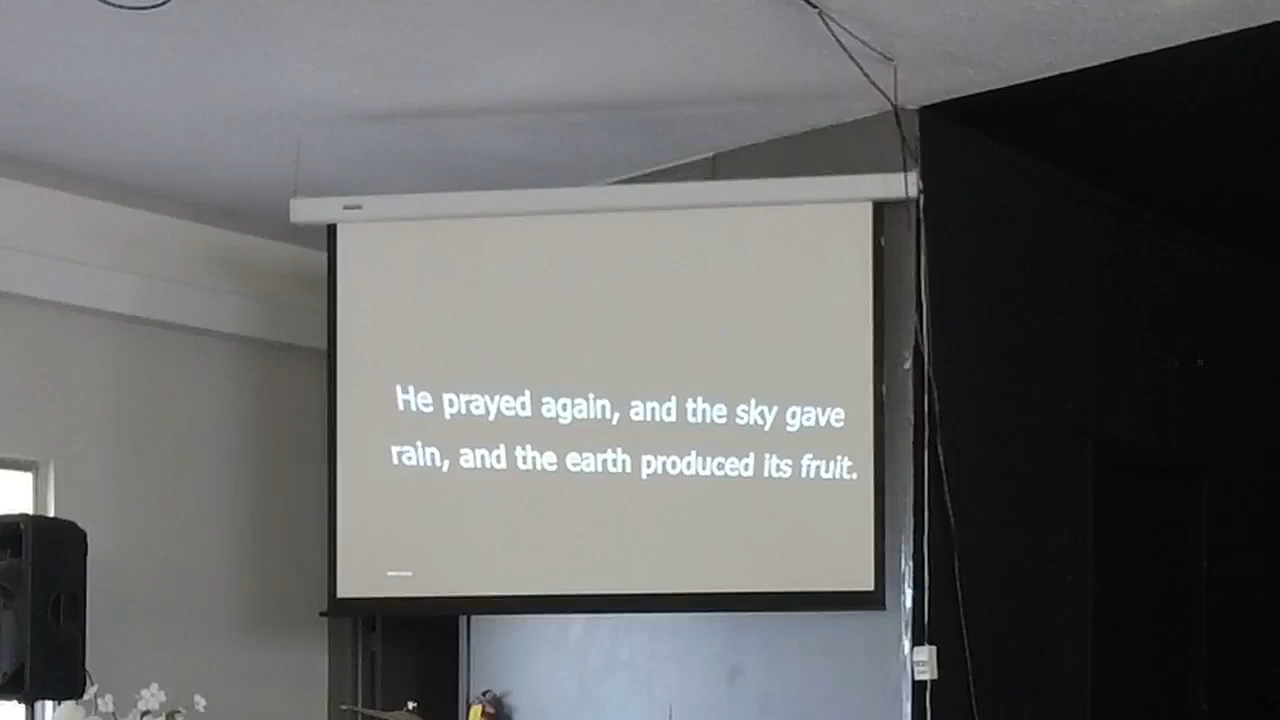 He prayed again, and the sky gave
rain, and the earth produced its fruit.